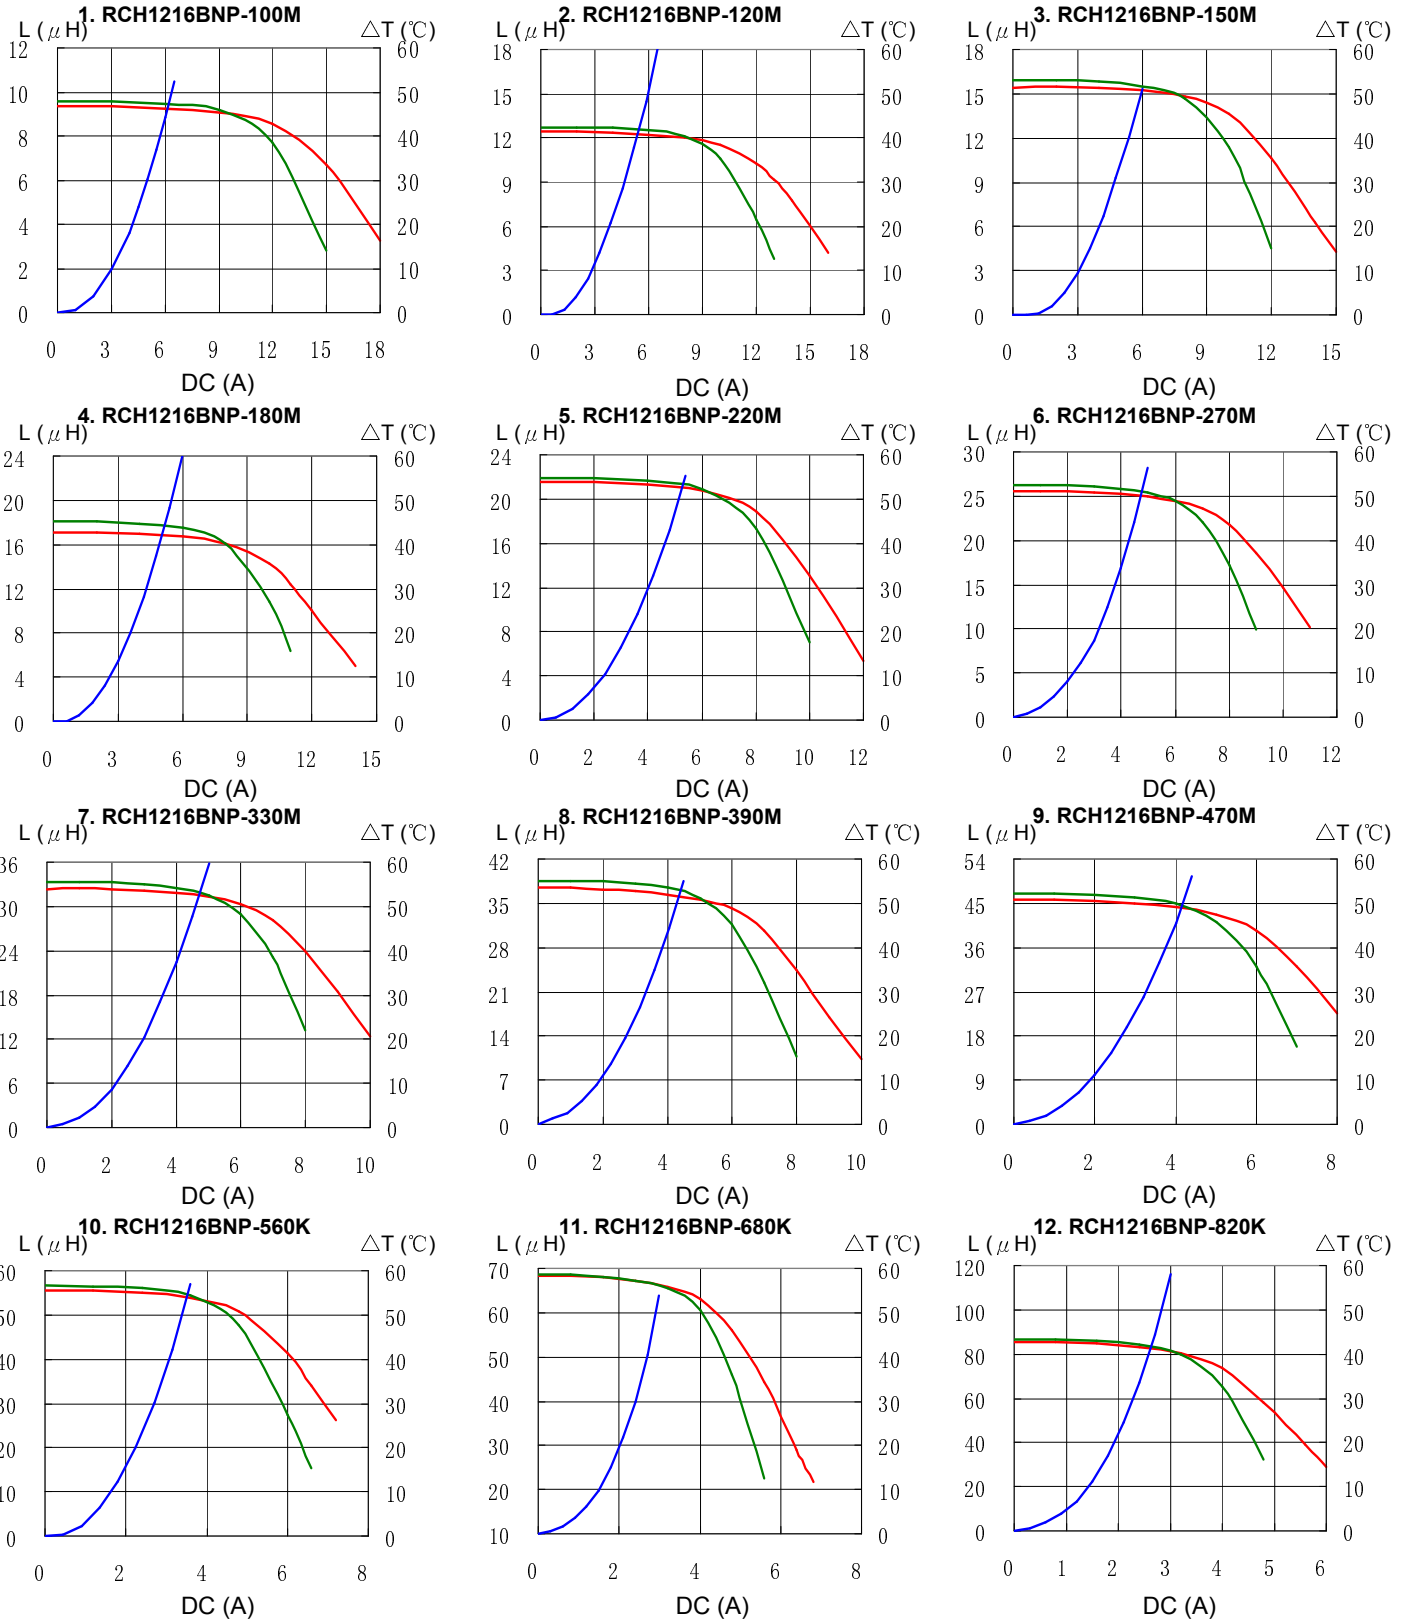 1. RCH1216BNP-100M
L ( μ H)
△T (℃)
12 10 8 6 4 2 0
60 50 40 30 20 10 0
0 3 6 9 12 15 18
DC (A)
2. RCH1216BNP-120M
L ( μ H)
△T (℃)
18 15 12 9 6 3 0
60 50 40 30 20 10 0
0 3 6 9 12 15 18
DC (A)
3. RCH1216BNP-150M
L ( μ H)
△T (℃)
18 15 12 9 6 3 0
60 50 40 30 20 10 0
0 3 6 9 12 15
DC (A)
4. RCH1216BNP-180M
L ( μ H)
△T (℃)
24 20 16 12 8 4 0
60 50 40 30 20 10 0
0 3 6 9 12 15
DC (A)
5. RCH1216BNP-220M
L ( μ H)
△T (℃)
24 20 16 12 8 4 0
60 50 40 30 20 10 0
0 2 4 6 8 10 12
DC (A)
6. RCH1216BNP-270M
L ( μ H)
△T (℃)
30 25 20 15 10 5 0
60 50 40 30 20 10 0
0 2 4 6 8 10 12
DC (A)
7. RCH1216BNP-330M
L ( μ H)
△T (℃)
36 30 24 18 12 6 0
60 50 40 30 20 10 0
0 2 4 6 8 10
DC (A)
8. RCH1216BNP-390M
L ( μ H)
△T (℃)
42 35 28 21 14 7 0
60 50 40 30 20 10 0
0 2 4 6 8 10
DC (A)
9. RCH1216BNP-470M
L ( μ H)
△T (℃)
54 45 36 27 18 9 0
60 50 40 30 20 10 0
0 2 4 6 8
DC (A)
10. RCH1216BNP-560K
L ( μ H)
△T (℃)
60 50 40 30 20 10 0
60 50 40 30 20 10 0
0 2 4 6 8
DC (A)
11. RCH1216BNP-680K
L ( μ H)
△T (℃)
70 60 50 40 30 20 10
60 50 40 30 20 10 0
0 2 4 6 8
DC (A)
12. RCH1216BNP-820K
L ( μ H)
△T (℃)
120 100 80 60 40 20 0
60 50 40 30 20 10 0
0 1 2 3 4 5 6
DC (A)